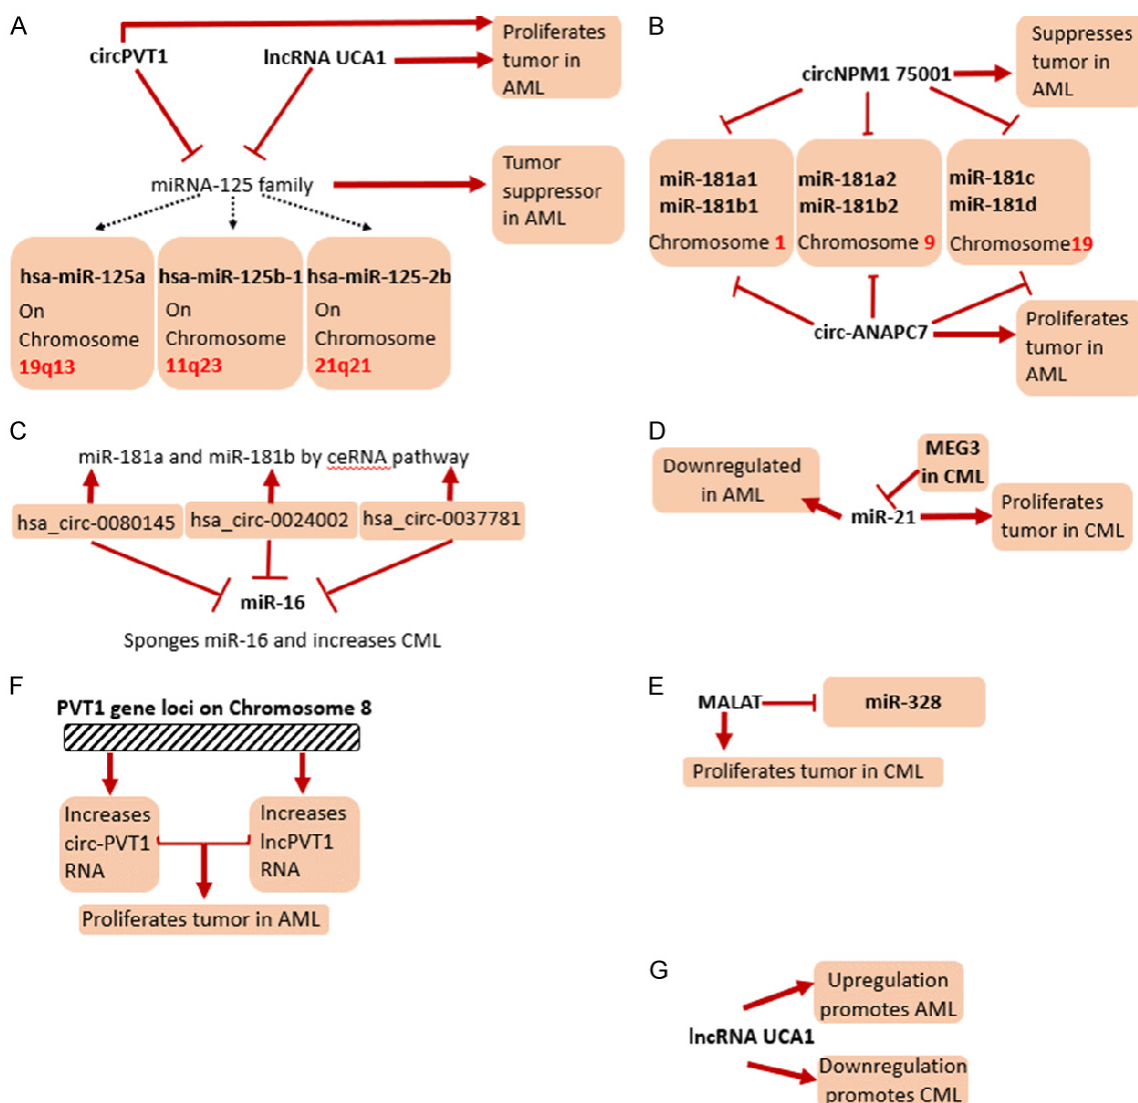 A
circPVT1
lncRNA UCA1
Proliferates
tumor in
AML
miRNA-125 family
Tumor
suppressor
in AML
hsa-miR-125a
On
Chromosome
19q13
hsa-miR-125b-1
On
Chromosome
11q23
hsa-miR-125-2b
On
Chromosome
21q21
B
circNPM1 75001
Suppresses
tumor in
AML
miR-181a1
miR-181b1
Chromosome 1
miR-181a2
miR-181b2
Chromosome 9
miR-181c
miR-181d
Chromosome19
circ-ANAPC7
Proliferates
tumor in
AML
C
miR-181a and miR-181b by ceRNA pathway
hsa_circ-0080145
hsa_circ-0024002
hsa_circ-0037781
miR-16
Sponges miR-16 and increases CML
D
Downregulated
in AML
MEG3
in CML
miR-21
Proliferates
tumor in CML
F
PVT1 gene loci on Chromosome 8
Increases
circ-PVT1
RNA
Increases
lncPVT1
RNA
Proliferates tumor in AML
E
MALAT
miR-328
Proliferates tumor in CML
G
lncRNA UCA1
Upregulation
promotes AML
Downregulation
promotes CML